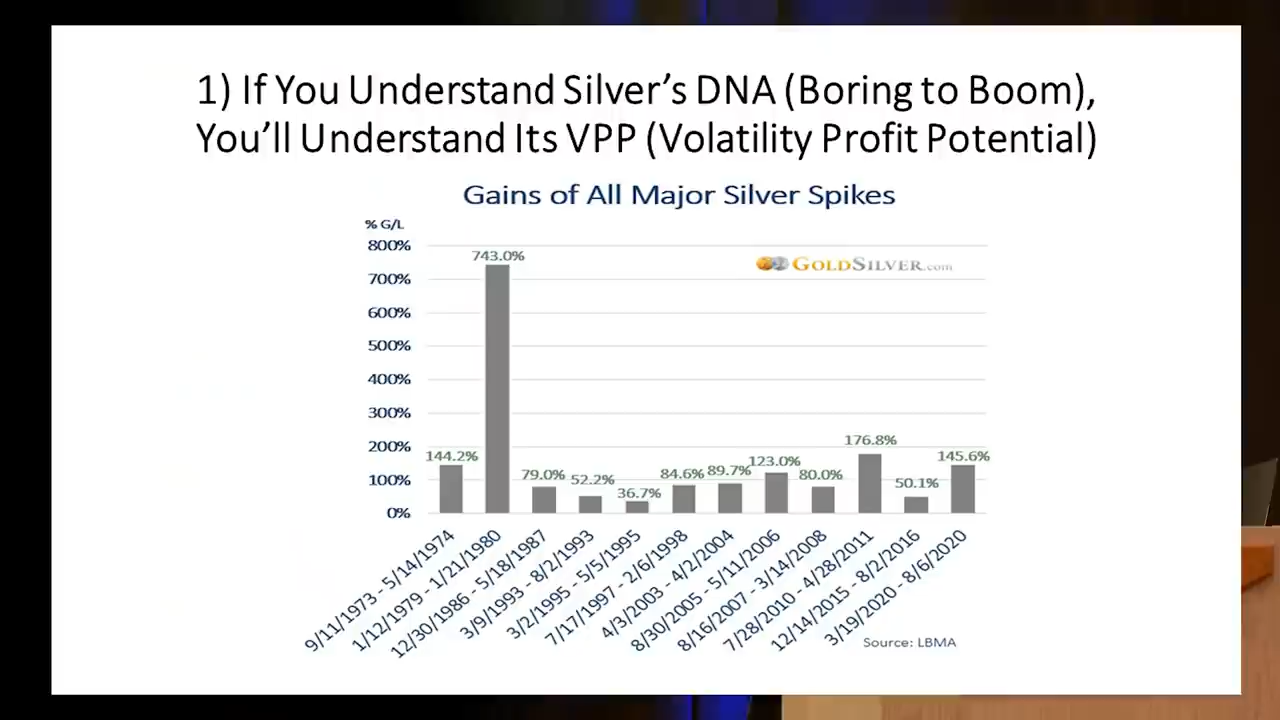 1) If You Understand Silver's DNA (Boring to Boom),
You'll Understand Its VPP (Volatility Profit Potential)
Gains of All Major Silver Spikes
% G/L
800%
700%
600%
500%
400%
300%
200%
100%
0%
GOLDSILVER.com
144.2%
743.0%
79.0%
52.2%
36.7%
84.6%
89.7%
123.0%
80.0%
176.8%
50.1%
145.6%
9/11/1973 - 5/14/1974
1/12/1979 - 1/21/1980
12/30/1986 - 5/18/1987
3/9/1993 - 8/2/1993
3/2/1995 - 5/5/1995
7/17/1997 - 2/6/1998
4/3/2003 - 4/2/2004
8/30/2005 - 5/11/2006
8/16/2007 - 3/14/2008
7/28/2010 - 4/28/2011
12/14/2015 - 8/2/2016
3/19/2020 - 8/6/2020
Source: LBMA